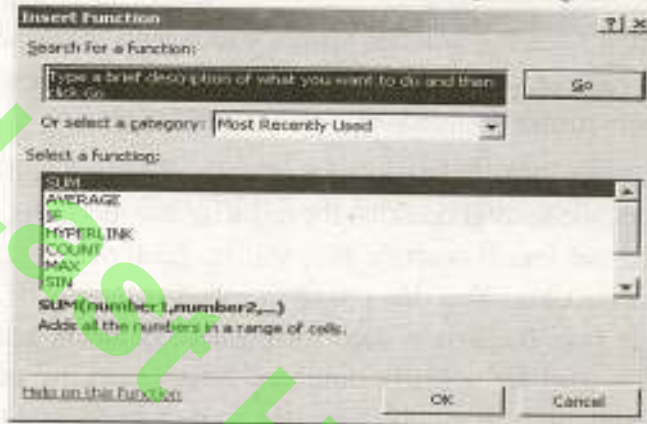 Insert Function
Search for a function:
Type a brief description of what you want to do and then
click Go
Go
Or select a category: Most Recently Used
Select a function:
SUM
AVERAGE
IF
HYPERLINK
COUNT
MAX
SIN
SUM(number1,number2,...)
Adds all the numbers in a range of cells.
Help on this function
OK
Cancel